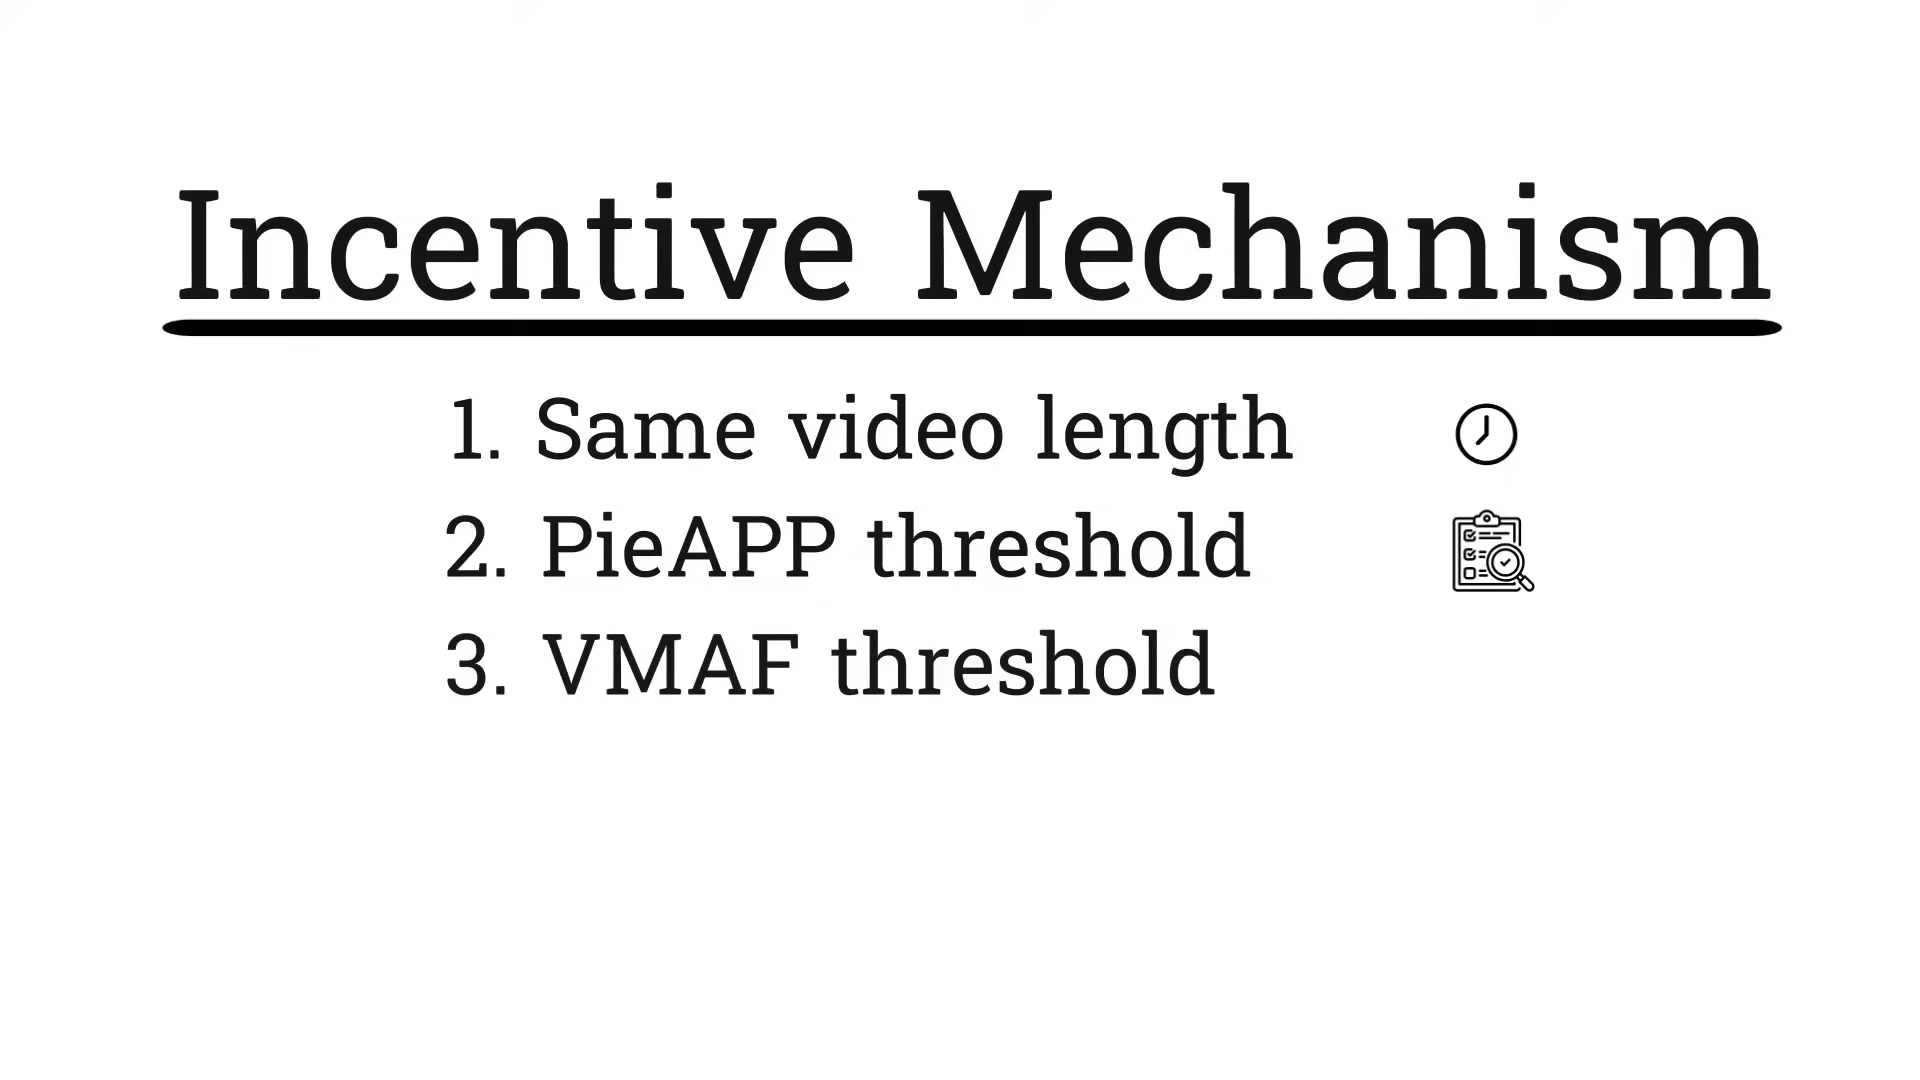 Incentive Mechanism
1. Same video length
2. PieAPP threshold
3. VMAF threshold